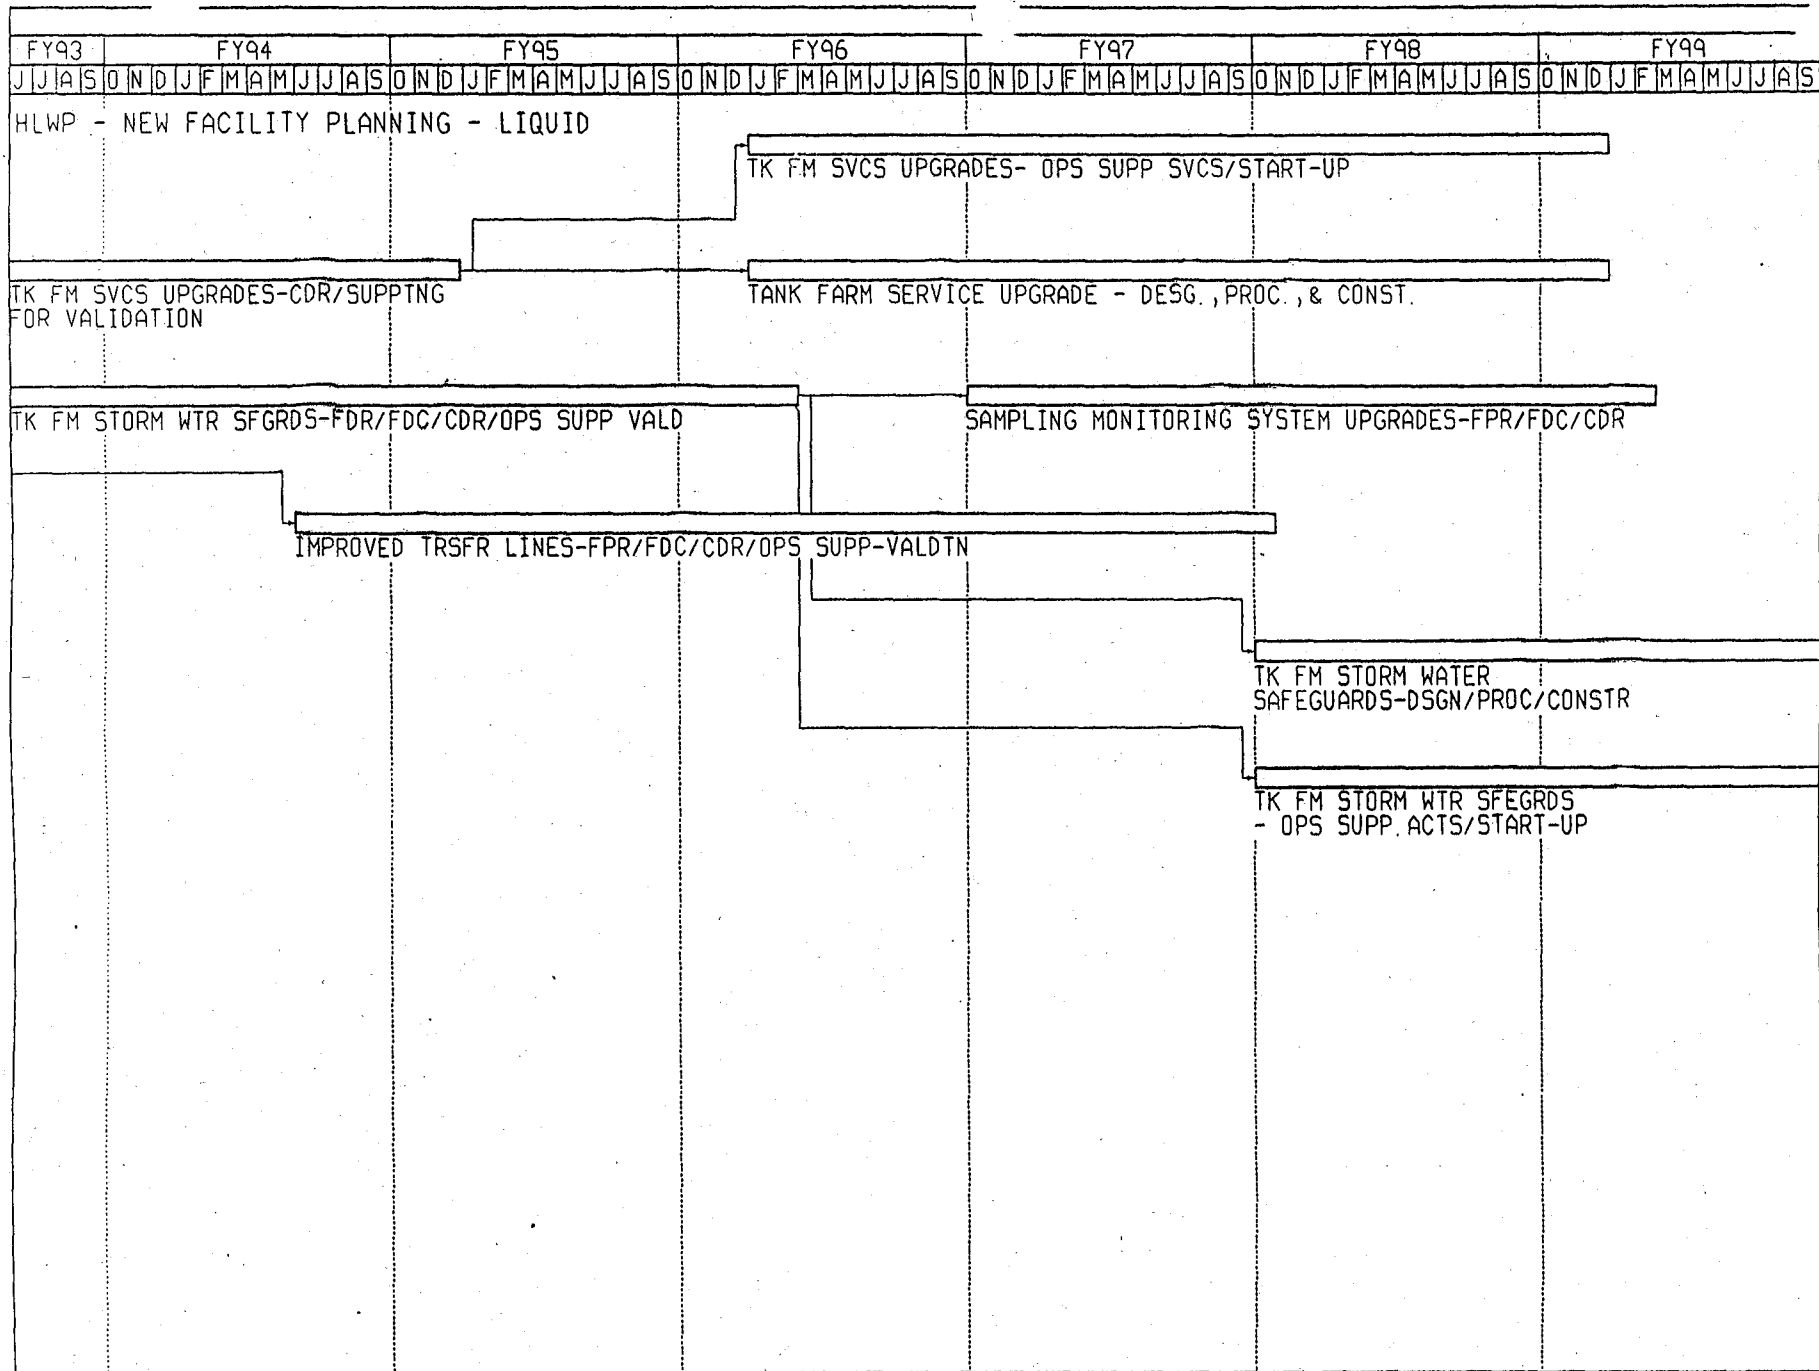 FY93 FY94 FY95 FY96 FY97 FY98 FY99
J J A S O N D J F M A M J J A S O N D J F M A M J J A S O N D J F M A M J J A S O N D J F M A M J J A S O N D J F M A M J J A S O N D J F M A M J J A S
HLWP - NEW FACILITY PLANNING - LIQUID
TK FM SVCS UPGRADES- OPS SUPP SVCS/START-UP
TK FM SVCS UPGRADES-CDR/SUPPTNG
FOR VALIDATION
TANK FARM SERVICE UPGRADE - DESG.,PROC.,& CONST.
TK FM STORM WTR SFGRDS-FDR/FDC/CDR/OPS SUPP VALD
SAMPLING MONITORING SYSTEM UPGRADES-FPR/FDC/CDR
IMPROVED TRSFR LINES-FPR/FDC/CDR/OPS SUPP-VALDTN
TK FM STORM WATER
SAFEGUARDS-DSGN/PROC/CONSTR
TK FM STORM WTR SFEGRDS
- OPS SUPP.ACTS/START-UP